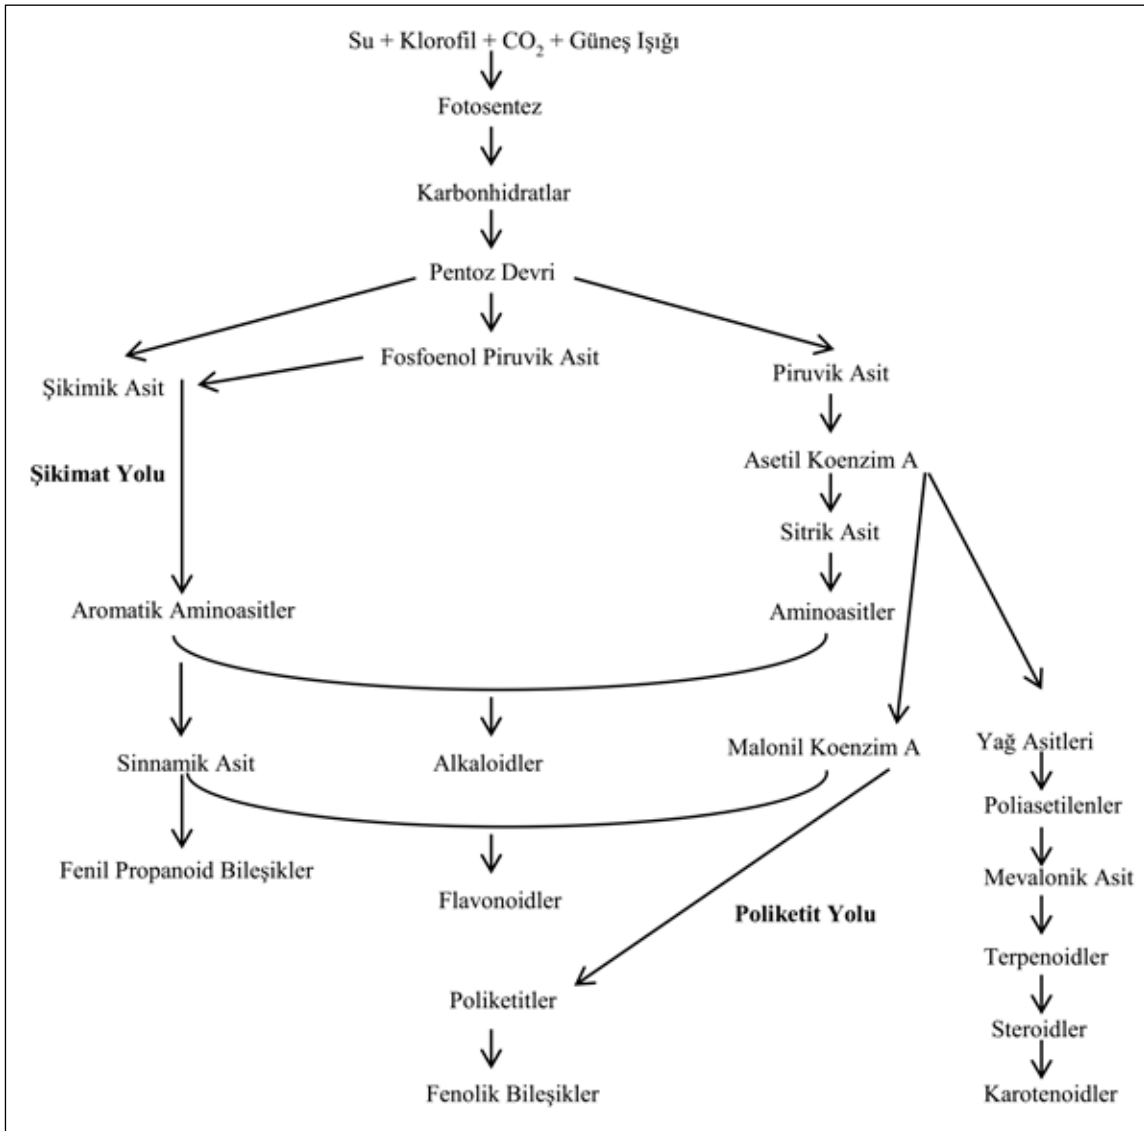 Su + Klorofil + CO₂ + Güneş Işığı
Fotosentez
Karbonhidratlar
Pentoz Devri
Fosfoenol Piruvik Asit
Şikimik Asit
Piruvik Asit
Asetil Koenzim A
Şikimat Yolu
Sitrik Asit
Aromatik Aminoasitler
Aminoasitler
Sinnamik Asit
Alkaloidler
Malonil Koenzim A
Yağ Asitleri
Poliasetilenler
Fenil Propanoid Bileşikler
Mevalonik Asit
Flavonoidler
Poliketit Yolu
Terpenoidler
Poliketitler
Steroidler
Fenolik Bileşikler
Karotenoidler